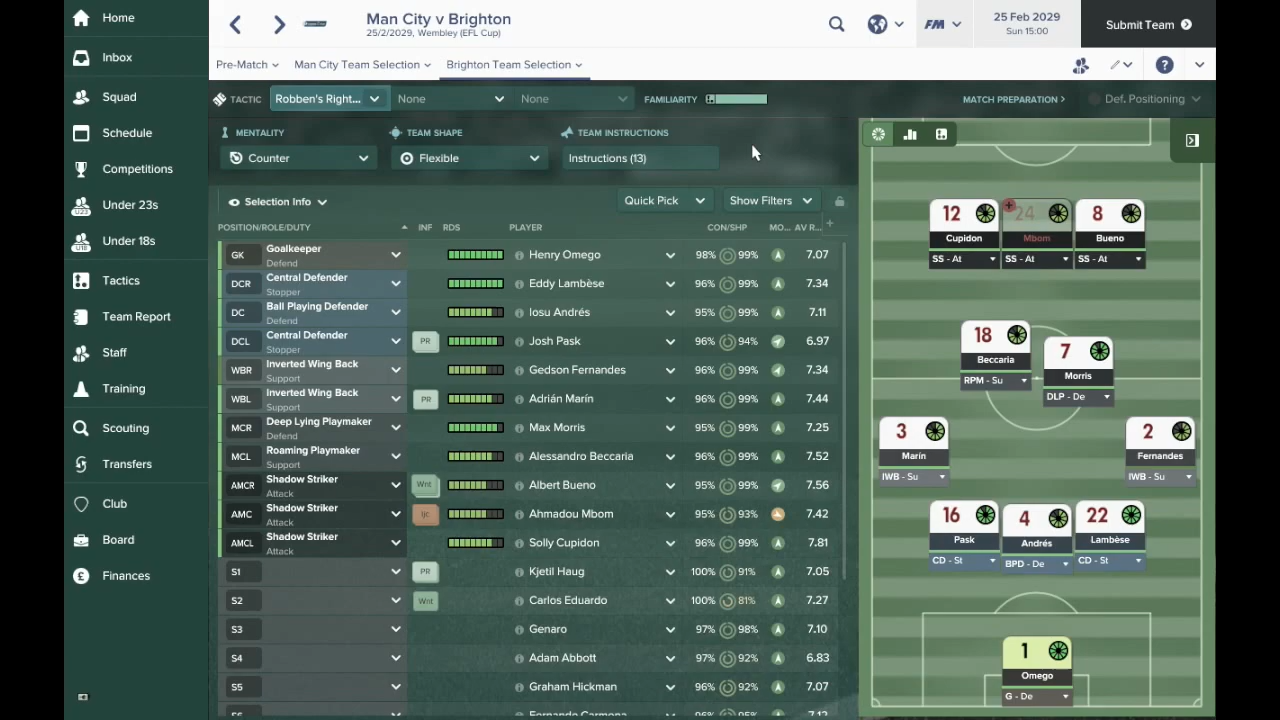 Home
Inbox
Squad
Schedule
Competitions
Under 23s
Under 18s
Tactics
Team Report
Staff
Training
Scouting
Transfers
Club
Board
Finances
U23
U18
Man City v Brighton
25/2/2029, Wembley (EFL Cup)
FM
25 Feb 2029
Sun 15:00
Submit Team
Pre-Match
Man City Team Selection
Brighton Team Selection
?
TACTIC Robben's Right... None None FAMILIARITY MATCH PREPARATION > Def. Positioning
MENTALITY TEAM SHAPE TEAM INSTRUCTIONS
Counter Flexible Instructions (13)
Selection Info Quick Pick Show Filters
POSITION/ROLE/DUTY INF RDS PLAYER CON/SHP MO... AV R... +
GK Goalkeeper Henry Omego 98% 99% 7.07
Defend
DCR Central Defender Eddy Lambèse 96% 99% 7.34
Stopper
DC Ball Playing Defender Iosu Andrés 95% 99% 7.11
Defend
DCL Central Defender PR Josh Pask 96% 94% 6.97
Stopper
WBR Inverted Wing Back Gedson Fernandes 96% 99% 7.34
Support
WBL Inverted Wing Back PR Adrián Marín 96% 99% 7.44
Support
MCR Deep Lying Playmaker Max Morris 95% 99% 7.25
Defend
MCL Roaming Playmaker Alessandro Beccaria 96% 99% 7.52
Support
AMCR Shadow Striker Wnt Albert Bueno 95% 99% 7.56
Attack
AMC Shadow Striker Ijc Ahmadou Mbom 95% 93% 7.42
Attack
AMCL Shadow Striker Solly Cupidon 96% 99% 7.81
Attack
S1 PR Kjetil Haug 100% 91% 7.05
S2 Wnt Carlos Eduardo 100% 81% 7.27
S3 Genaro 97% 98% 7.10
S4 Adam Abbott 97% 92% 6.83
S5 Graham Hickman 96% 92% 7.07
Fernando Carmona 96% 95% 7.12
12 24 8
Cupidon Mbom Bueno
SS - At SS - At SS - At
18
Beccaria
RPM - Su
7
Morris
DLP - De
3 2
Marín Fernandes
IWB - Su IWB - Su
16 4 22
Pask Andrés Lambèse
CD - St BPD - De CD - St
1
Omego
G - De